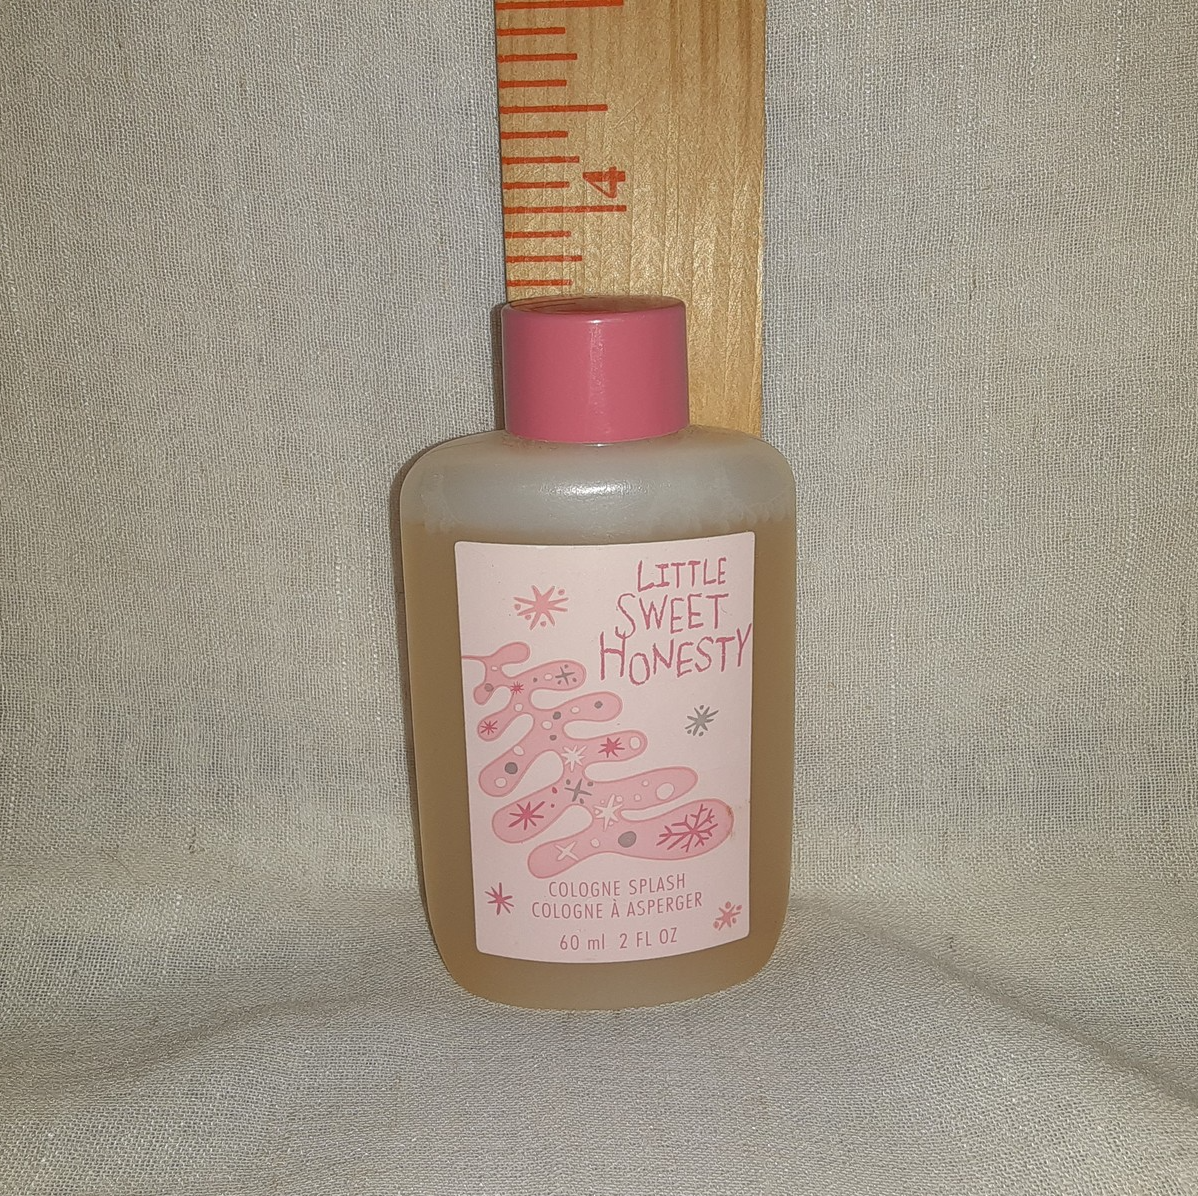 4
LITTLE
SWEET
HONESTY
COLOGNE SPLASH
COLOGNE À ASPERGER
60 ml 2 FL OZ